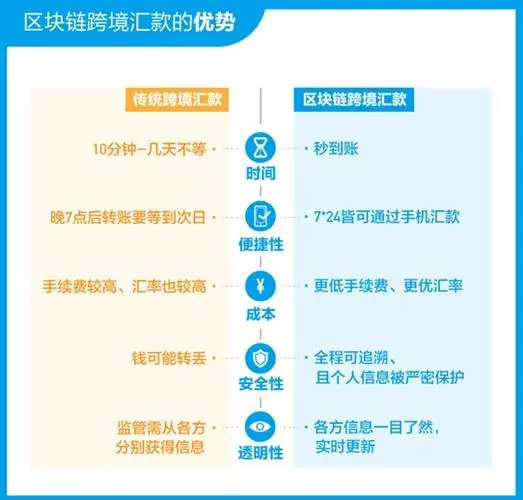 区块链跨境汇款的优势
传统跨境汇款
区块链跨境汇款
10分钟-几天不等
时间
秒到账
晚7点后转账要等到次日
便捷性
7*24皆可通过手机汇款
手续费较高、汇率也较高
¥
成本
更低手续费、更优汇率
钱可能转丢
安全性
全程可追溯、
且个人信息被严密保护
监管需从各方
分别获得信息
透明性
各方信息一目了然，
实时更新